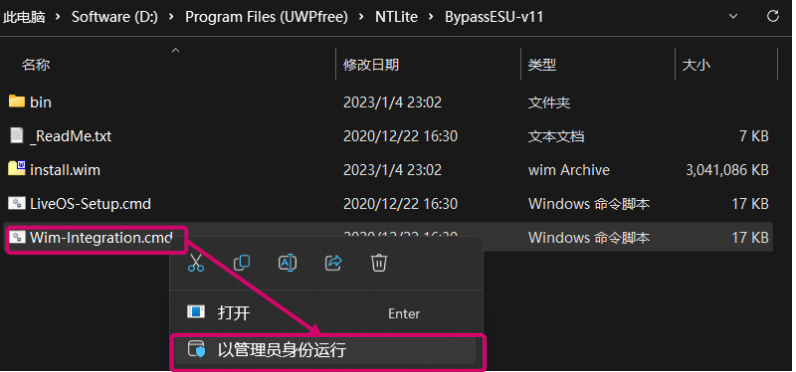 此电脑 › Software (D:) › Program Files (UWPfree) › NTLite › BypassESU-v11
名称 修改日期 类型 大小
bin 2023/1/4 23:02 文件夹
_ReadMe.txt 2020/12/22 16:30 文本文档 7 KB
install.wim 2023/1/4 23:02 wim Archive 3,041,086 KB
LiveOS-Setup.cmd 2020/12/22 16:30 Windows 命令脚本 17 KB
Wim-Integration.cmd 2020/12/22 16:30 Windows 命令脚本 17 KB
打开 Enter
以管理员身份运行